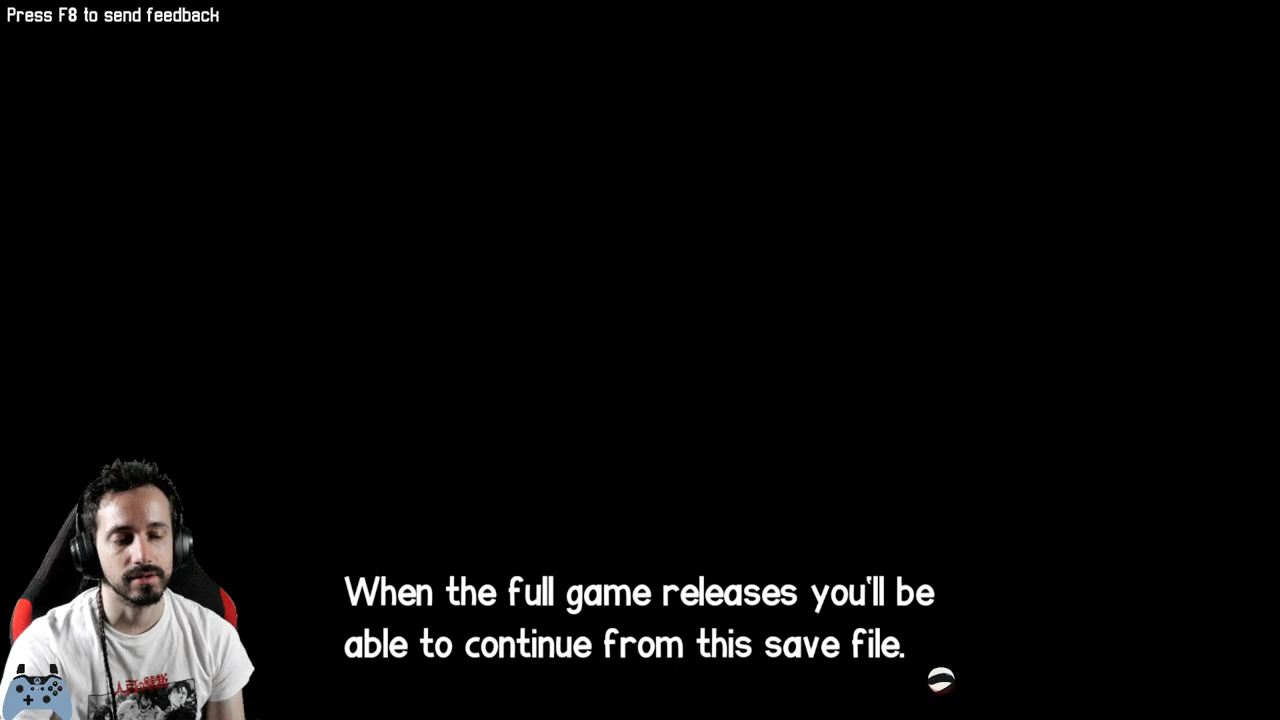 Press F8 to send feedback
When the full game releases you'll be
able to continue from this save file.